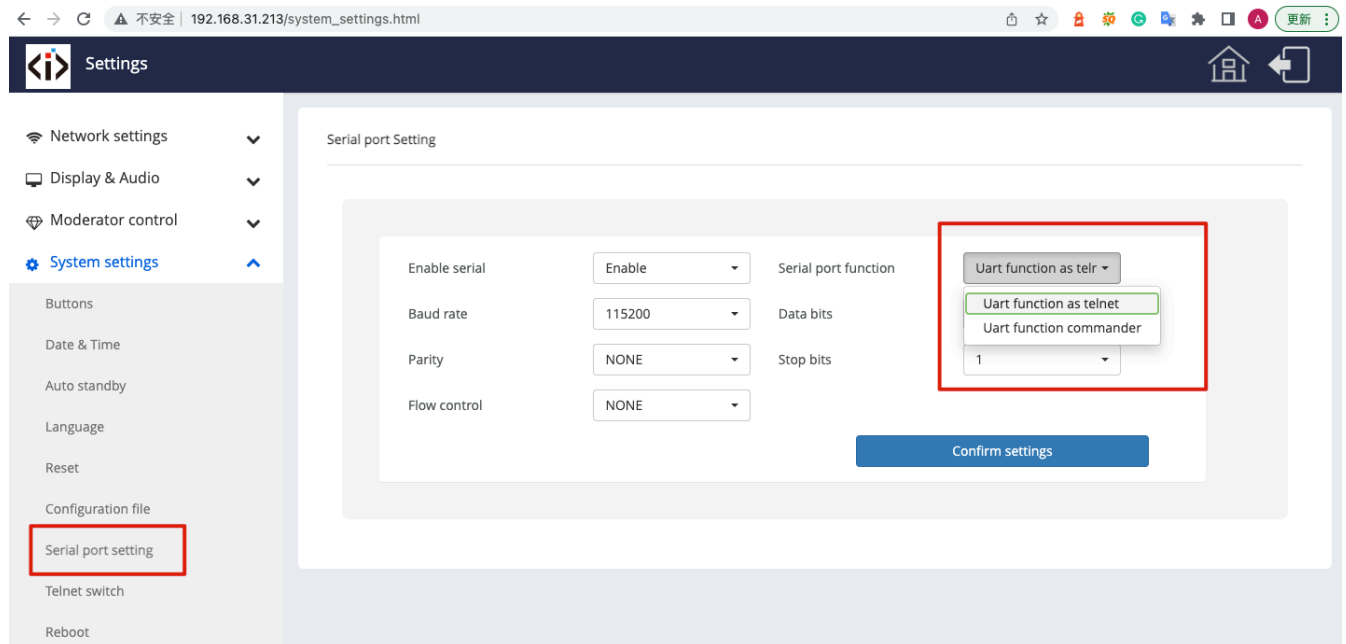 不安全 192.168.31.213/system_settings.html
A 更新
<i> Settings
Network settings
Display & Audio
Moderator control
System settings
Buttons
Date & Time
Auto standby
Language
Reset
Configuration file
Serial port setting
Telnet switch
Reboot
Serial port Setting
Enable serial Enable Serial port function Uart function as telr
Uart function as telnet
Uart function commander
Baud rate 115200 Data bits
Parity NONE Stop bits 1
Flow control NONE
Confirm settings